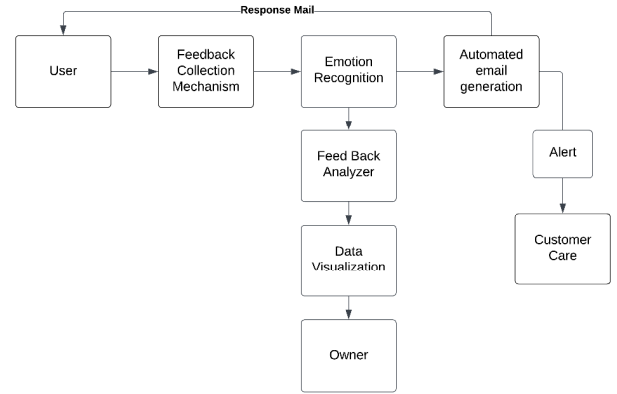 Response Mail
User
Feedback
Collection
Mechanism
Emotion
Recognition
Automated
email
generation
Feed Back
Analyzer
Alert
Data
Visualization
Customer
Care
Owner